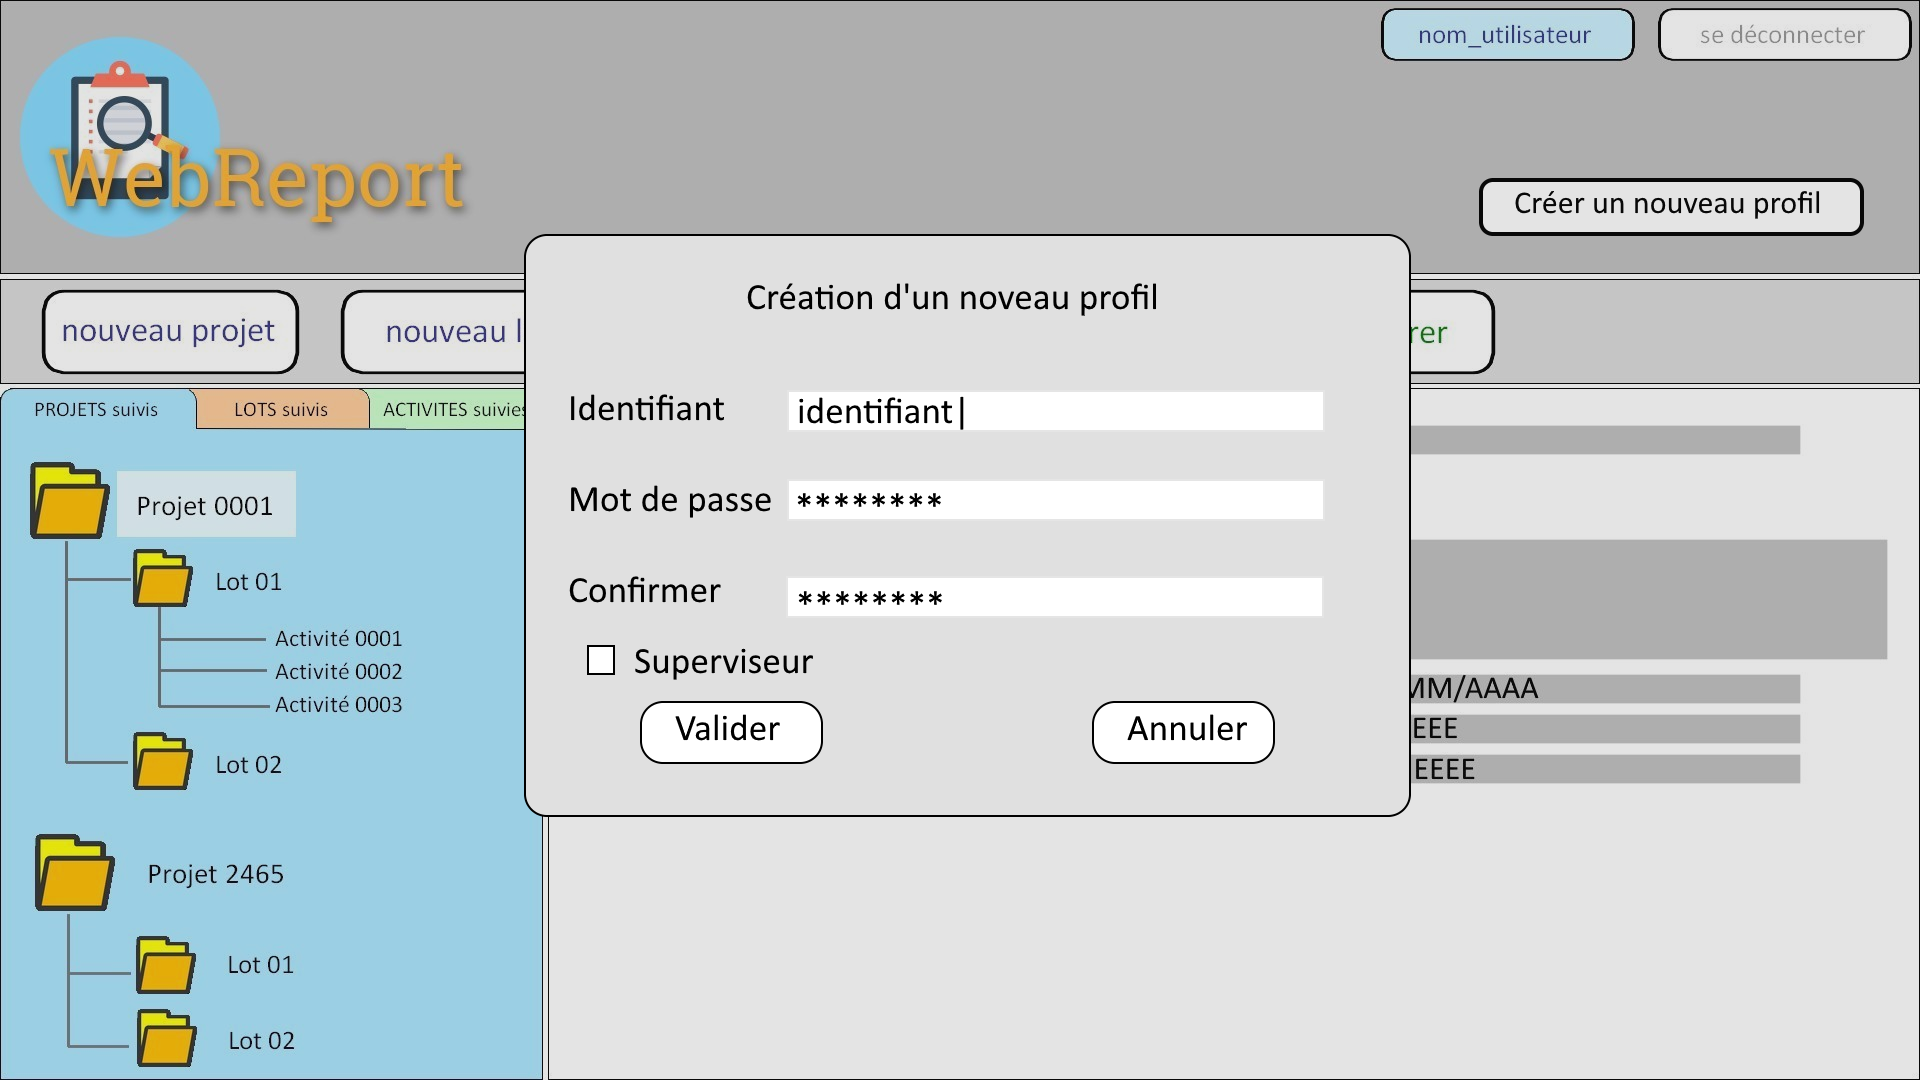 nom_utilisateur
se déconnecter
WebReport
Créer un nouveau profil
Création d'un noveau profil
nouveau projet
nouveau l
rer
PROJETS suivis
LOTS suivis
ACTIVITES suivies
Identifiant
identifiant|
Mot de passe
********
Confirmer
********
Superviseur
Valider
Annuler
Projet 0001
Lot 01
Activité 0001
Activité 0002
Activité 0003
Lot 02
Projet 2465
Lot 01
Lot 02
MM/AAAA
EEE
EEEE